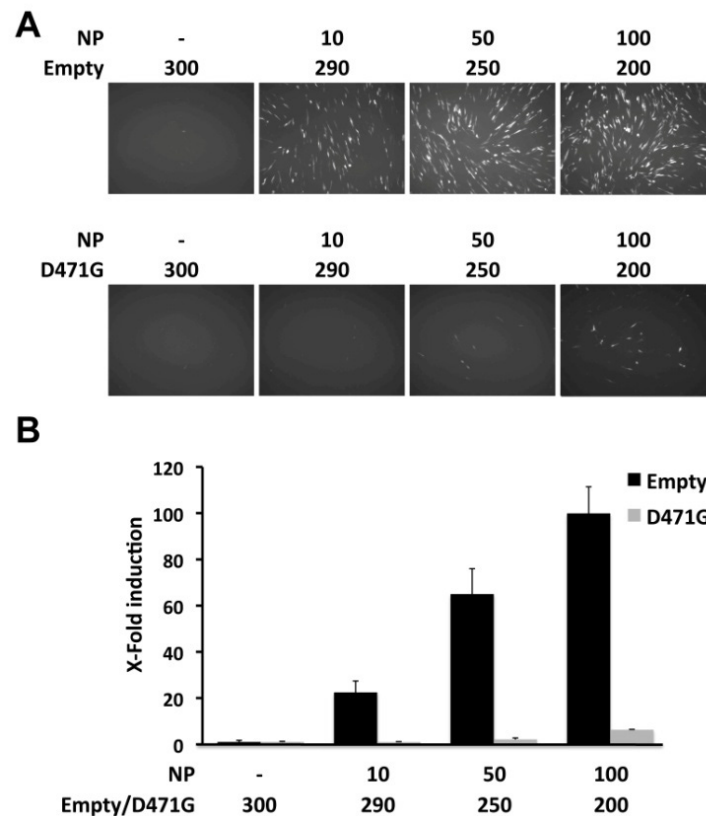 A
NP - 10 50 100
Empty 300 290 250 200
NP - 10 50 100
D471G 300 290 250 200
B
120
100
80
60
40
20
0
X-Fold induction
Empty
D471G
NP - 10 50 100
Empty/D471G 300 290 250 200